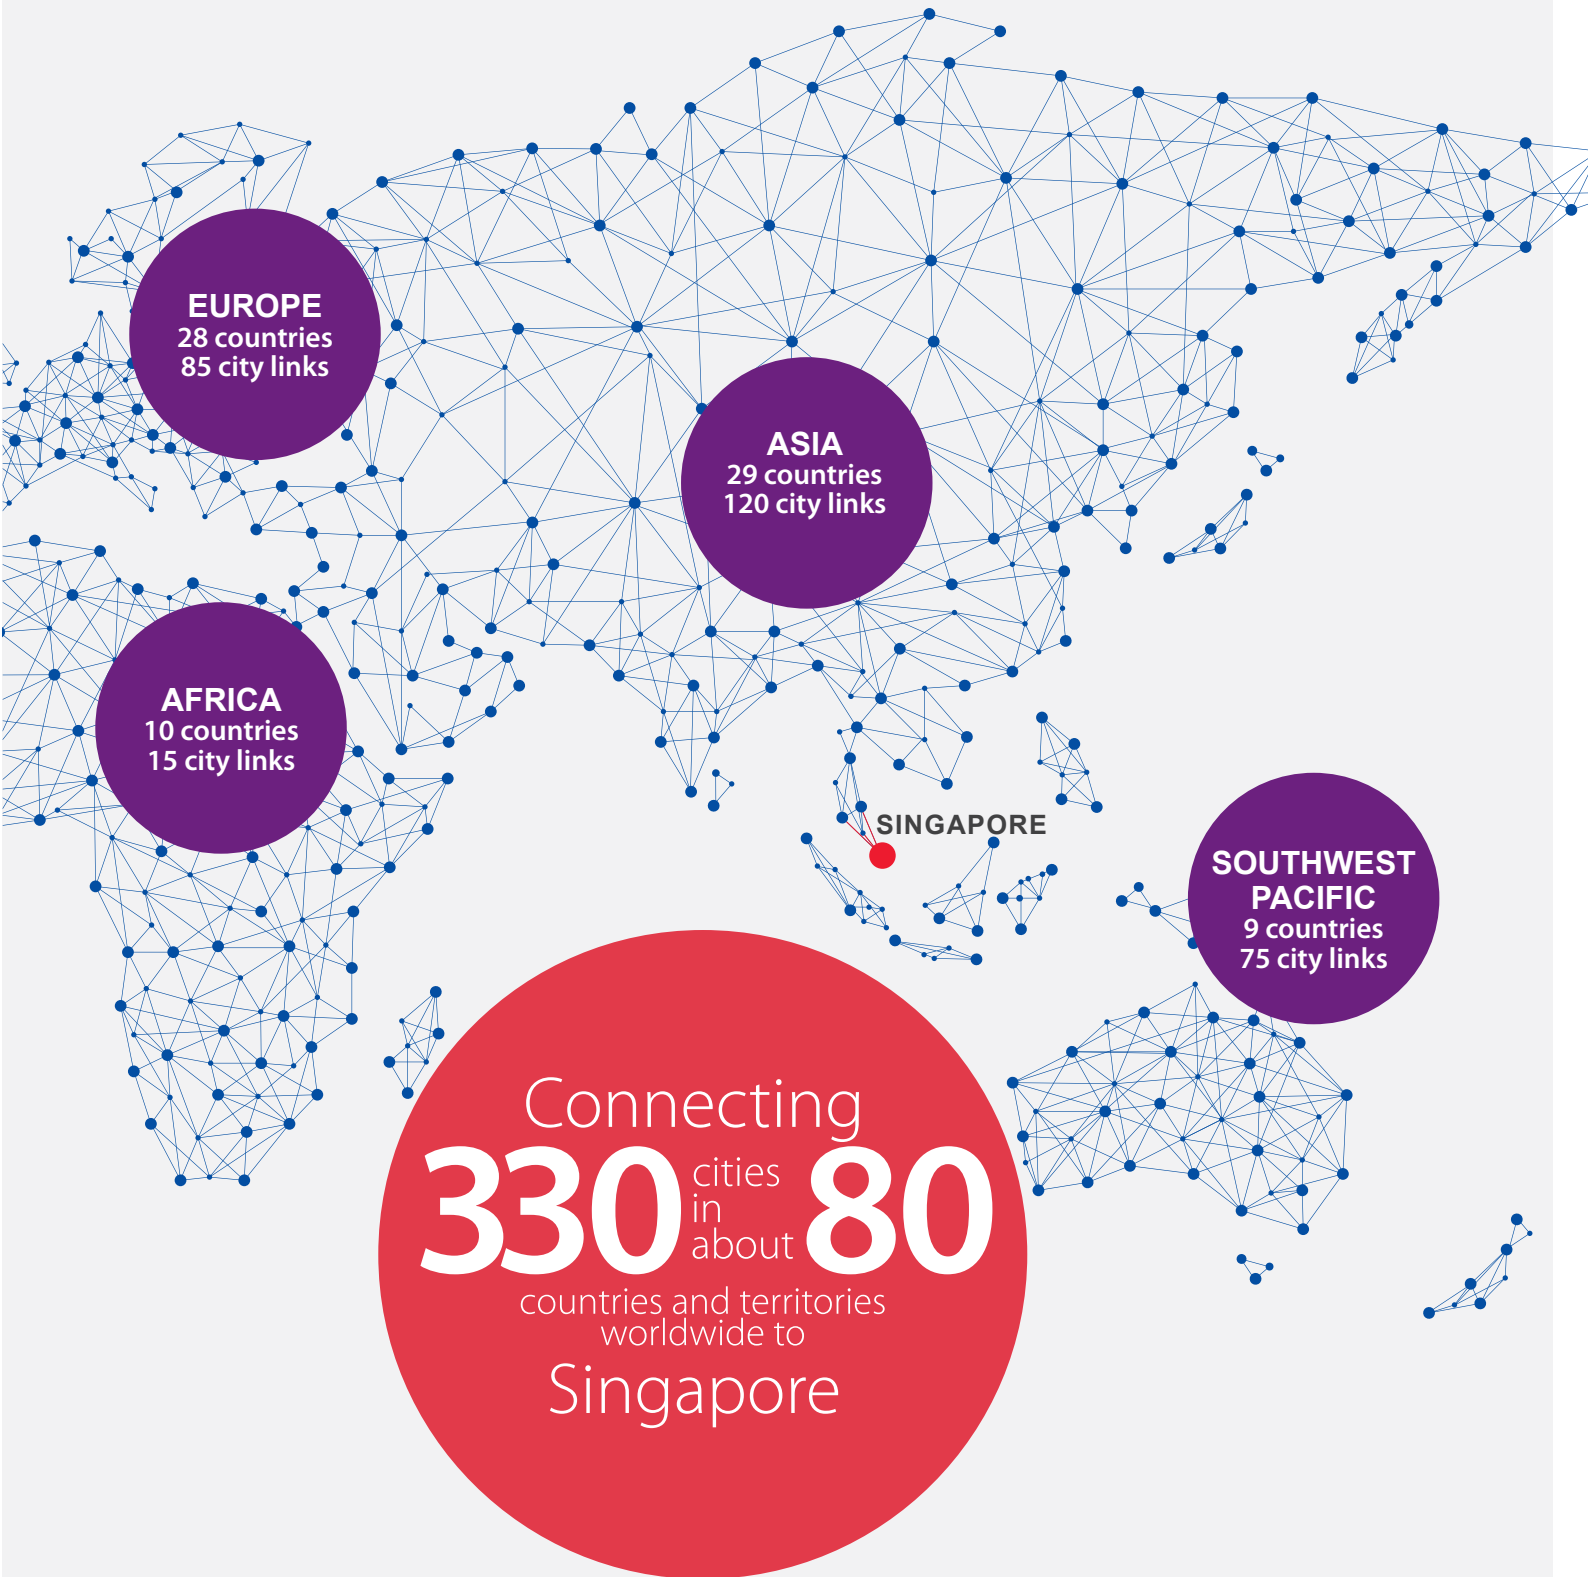 EUROPE
28 countries
85 city links
ASIA
29 countries
120 city links
AFRICA
10 countries
15 city links
SINGAPORE
SOUTHWEST
PACIFIC
9 countries
75 city links
Connecting
330 cities in about 80
countries and territories
worldwide to
Singapore